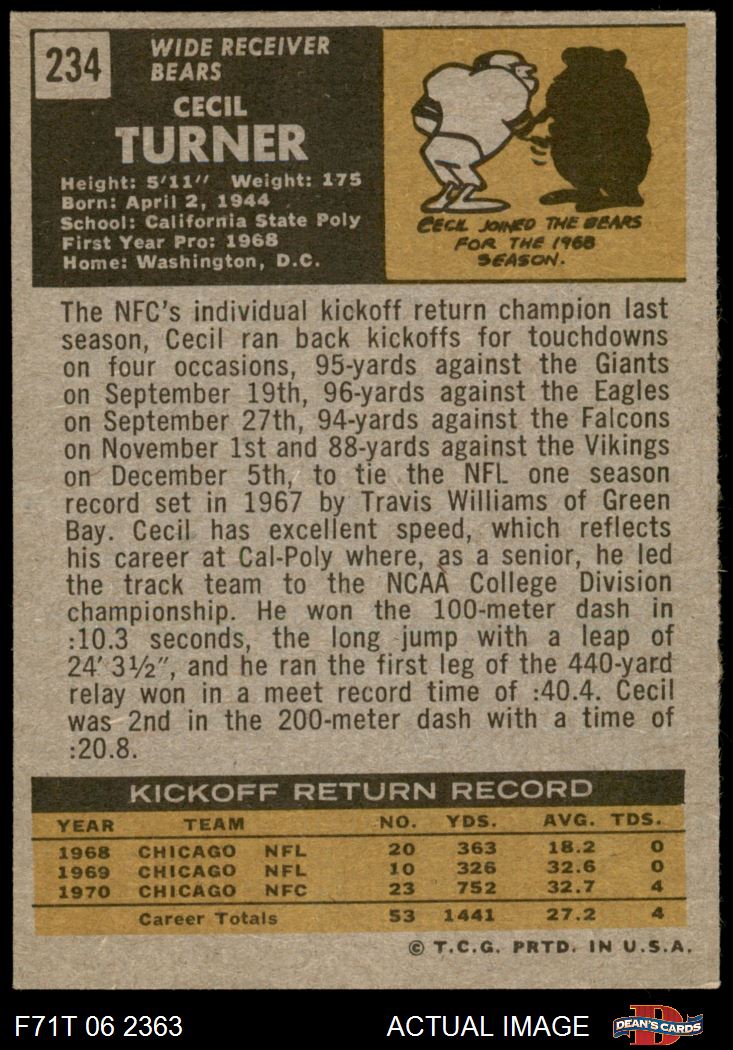 234
WIDE RECEIVER
BEARS
CECIL
TURNER
Height: 5'11" Weight: 175
Born: April 2, 1944
School: California State Poly
First Year Pro: 1968
Home: Washington, D.C.
CECIL JOINED THE BEARS
FOR THE 1968
SEASON.
The NFC's individual kickoff return champion last
season, Cecil ran back kickoffs for touchdowns
on four occasions, 95-yards against the Giants
on September 19th, 96-yards against the Eagles
on September 27th, 94-yards against the Falcons
on November 1st and 88-yards against the Vikings
on December 5th, to tie the NFL one season
record set in 1967 by Travis Williams of Green
Bay. Cecil has excellent speed, which reflects
his career at Cal-Poly where, as a senior, he led
the track team to the NCAA College Division
championship. He won the 100-meter dash in
:10.3 seconds, the long jump with a leap of
24' 3½", and he ran the first leg of the 440-yard
relay won in a meet record time of :40.4. Cecil
was 2nd in the 200-meter dash with a time of
:20.8.
KICKOFF RETURN RECORD
YEAR TEAM NO. YDS. AVG. TDS.
1968 CHICAGO NFL 20 363 18.2 0
1969 CHICAGO NFL 10 326 32.6 0
1970 CHICAGO NFC 23 752 32.7 4
Career Totals 53 1441 27.2 4
© T.C.G. PRTD. IN U.S.A.
F71T 06 2363 ACTUAL IMAGE D DEAN'S CARDS